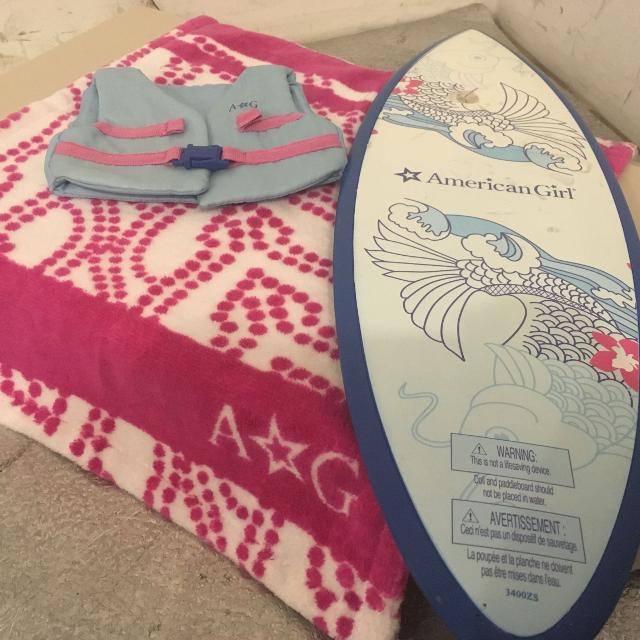 A☆G
American Girl
A☆G
WARNING:
This is not a lifesaving device.
Doll and paddleboard should
not be placed in water.
AVERTISSEMENT:
Ceci n'est pas un dispositif de sauvetage.
La poupée et la planche ne doivent
pas être mises dans l'eau.
3400ZS